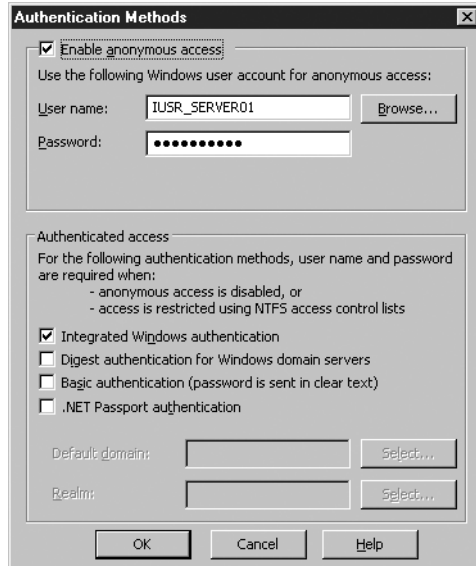 Authentication Methods
Enable anonymous access
Use the following Windows user account for anonymous access:
User name: IUSR_SERVER01 Browse...
Password: ●●●●●●●●●●
Authenticated access
For the following authentication methods, user name and password
are required when:
- anonymous access is disabled, or
- access is restricted using NTFS access control lists
Integrated Windows authentication
Digest authentication for Windows domain servers
Basic authentication (password is sent in clear text)
.NET Passport authentication
Default domain: Select...
Realm: Select...
OK Cancel Help